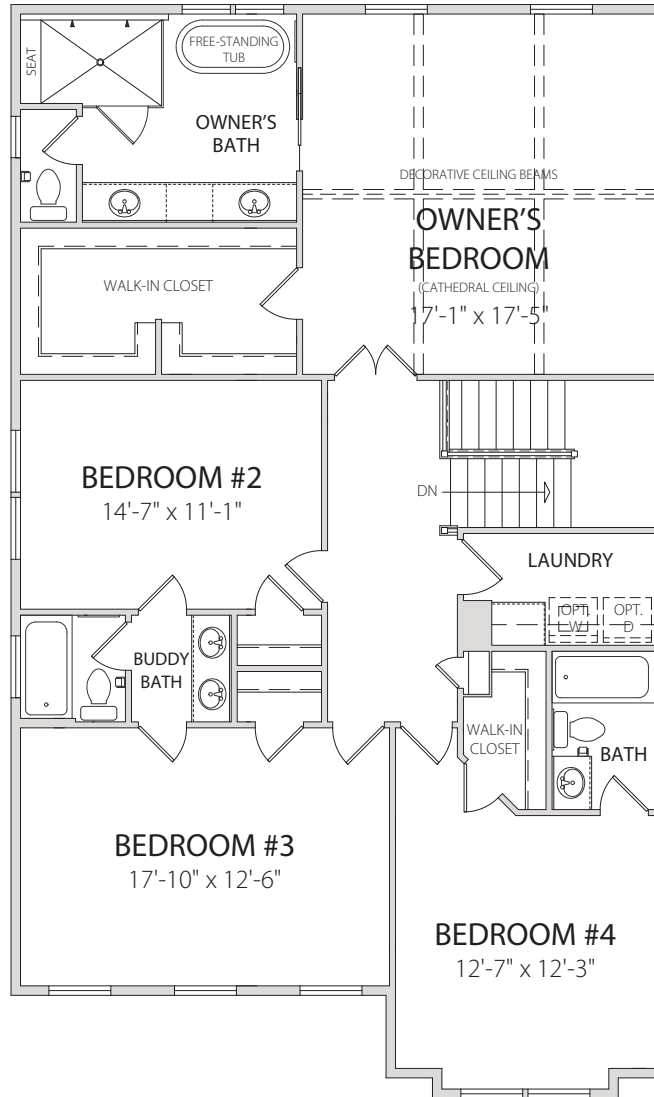 SEAT
FREE-STANDING
TUB
OWNER'S
BATH
DECORATIVE CEILING BEAMS
OWNER'S
BEDROOM
(CATHEDRAL CEILING)
17'-1" x 17'-5"
WALK-IN CLOSET
BEDROOM #2
14'-7" x 11'-1"
DN
LAUNDRY
OPT.
W
OPT.
D
BUDDY
BATH
WALK-IN
CLOSET
BATH
BEDROOM #3
17'-10" x 12'-6"
BEDROOM #4
12'-7" x 12'-3"